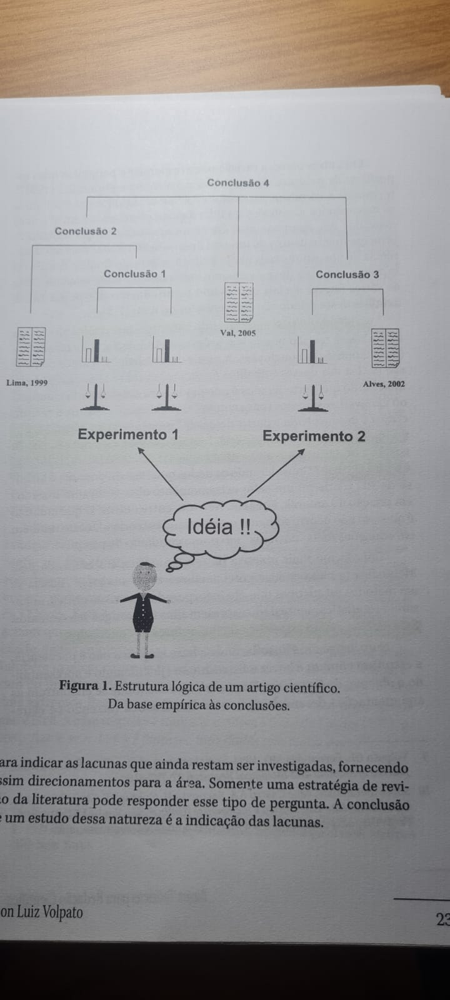 Conclusão 4
Conclusão 2
Conclusão 1
Conclusão 3
Val, 2005
Lima, 1999
Alves, 2002
Experimento 1
Experimento 2
Idéia !!
Figura 1. Estrutura lógica de um artigo científico.
Da base empírica às conclusões.
ara indicar as lacunas que ainda restam ser investigadas, fornecendo
ssim direcionamentos para a área. Somente uma estratégia de revi-
o da literatura pode responder esse tipo de pergunta. A conclusão
e um estudo dessa natureza é a indicação das lacunas.
on Luiz Volpato
23